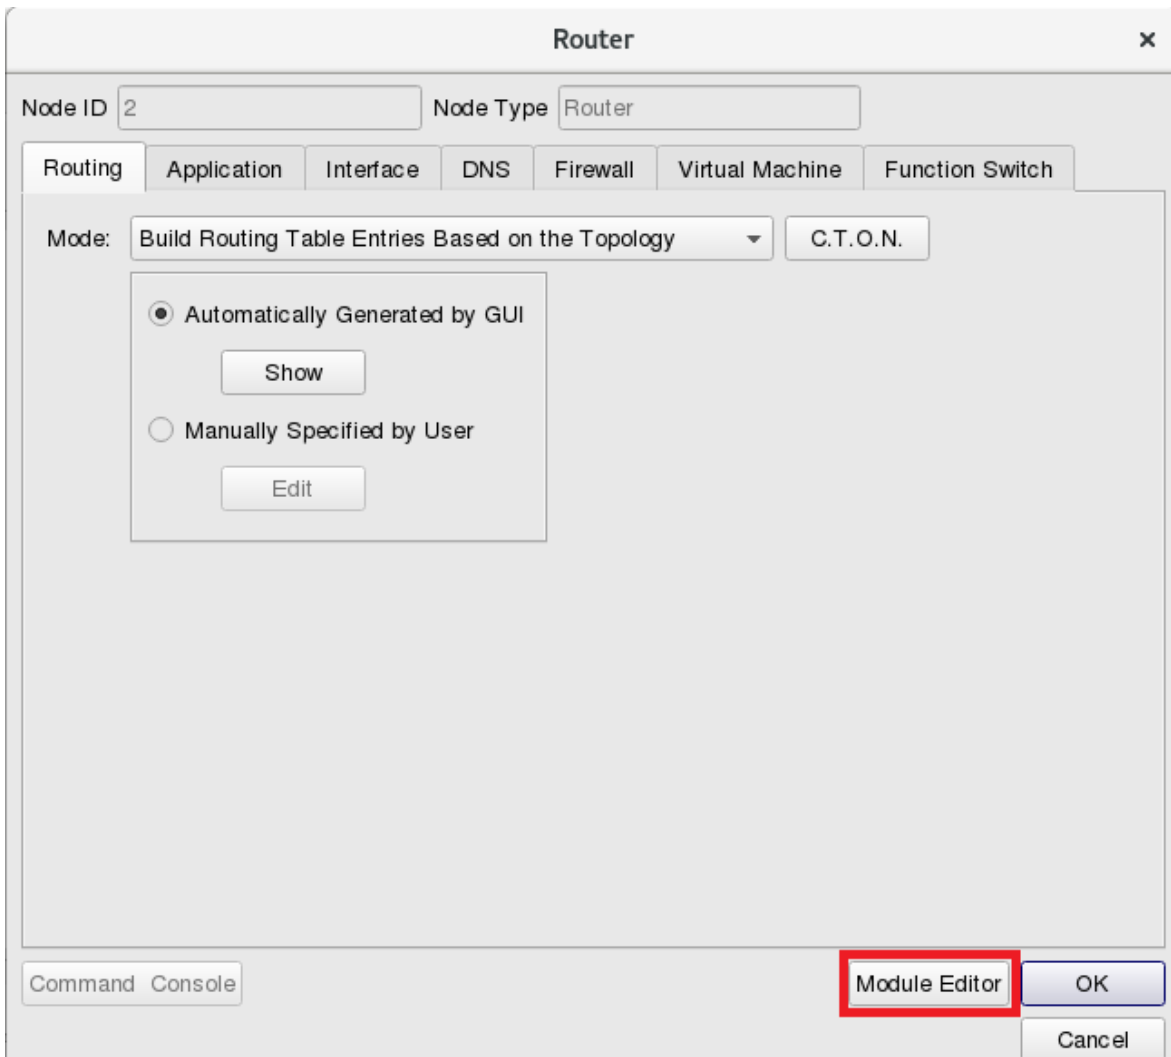 Router
Node ID 2 Node Type Router
Routing Application Interface DNS Firewall Virtual Machine Function Switch
Mode: Build Routing Table Entries Based on the Topology C.T.O.N.
Automatically Generated by GUI
Show
Manually Specified by User
Edit
Command Console Module Editor OK
Cancel